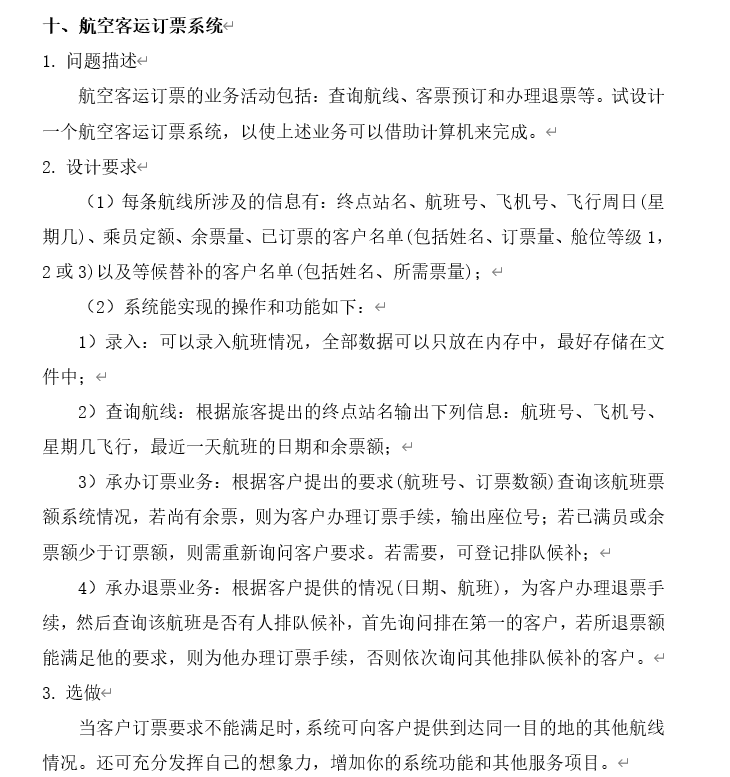 十、航空客运订票系统↵
1. 问题描述↵
航空客运订票的业务活动包括：查询航线、客票预订和办理退票等。试设计
一个航空客运订票系统，以使上述业务可以借助计算机来完成。↵
2. 设计要求↵
（1）每条航线所涉及的信息有：终点站名、航班号、飞机号、飞行周日(星
期几)、乘员定额、余票量、已订票的客户名单(包括姓名、订票量、舱位等级 1，
2 或 3)以及等候替补的客户名单(包括姓名、所需票量)；↵
（2）系统能实现的操作和功能如下：↵
1）录入：可以录入航班情况，全部数据可以只放在内存中，最好存储在文
件中；↵
2）查询航线：根据旅客提出的终点站名输出下列信息：航班号、飞机号、
星期几飞行，最近一天航班的日期和余票额；↵
3）承办订票业务：根据客户提出的要求(航班号、订票数额)查询该航班票
额系统情况，若尚有余票，则为客户办理订票手续，输出座位号；若已满员或余
票额少于订票额，则需重新询问客户要求。若需要，可登记排队候补；↵
4）承办退票业务：根据客户提供的情况(日期、航班)，为客户办理退票手
续，然后查询该航班是否有人排队候补，首先询问排在第一的客户，若所退票额
能满足他的要求，则为他办理订票手续，否则依次询问其他排队候补的客户。↵
3. 选做↵
当客户订票要求不能满足时，系统可向客户提供到达同一目的地的其他航线
情况。还可充分发挥自己的想象力，增加你的系统功能和其他服务项目。↵